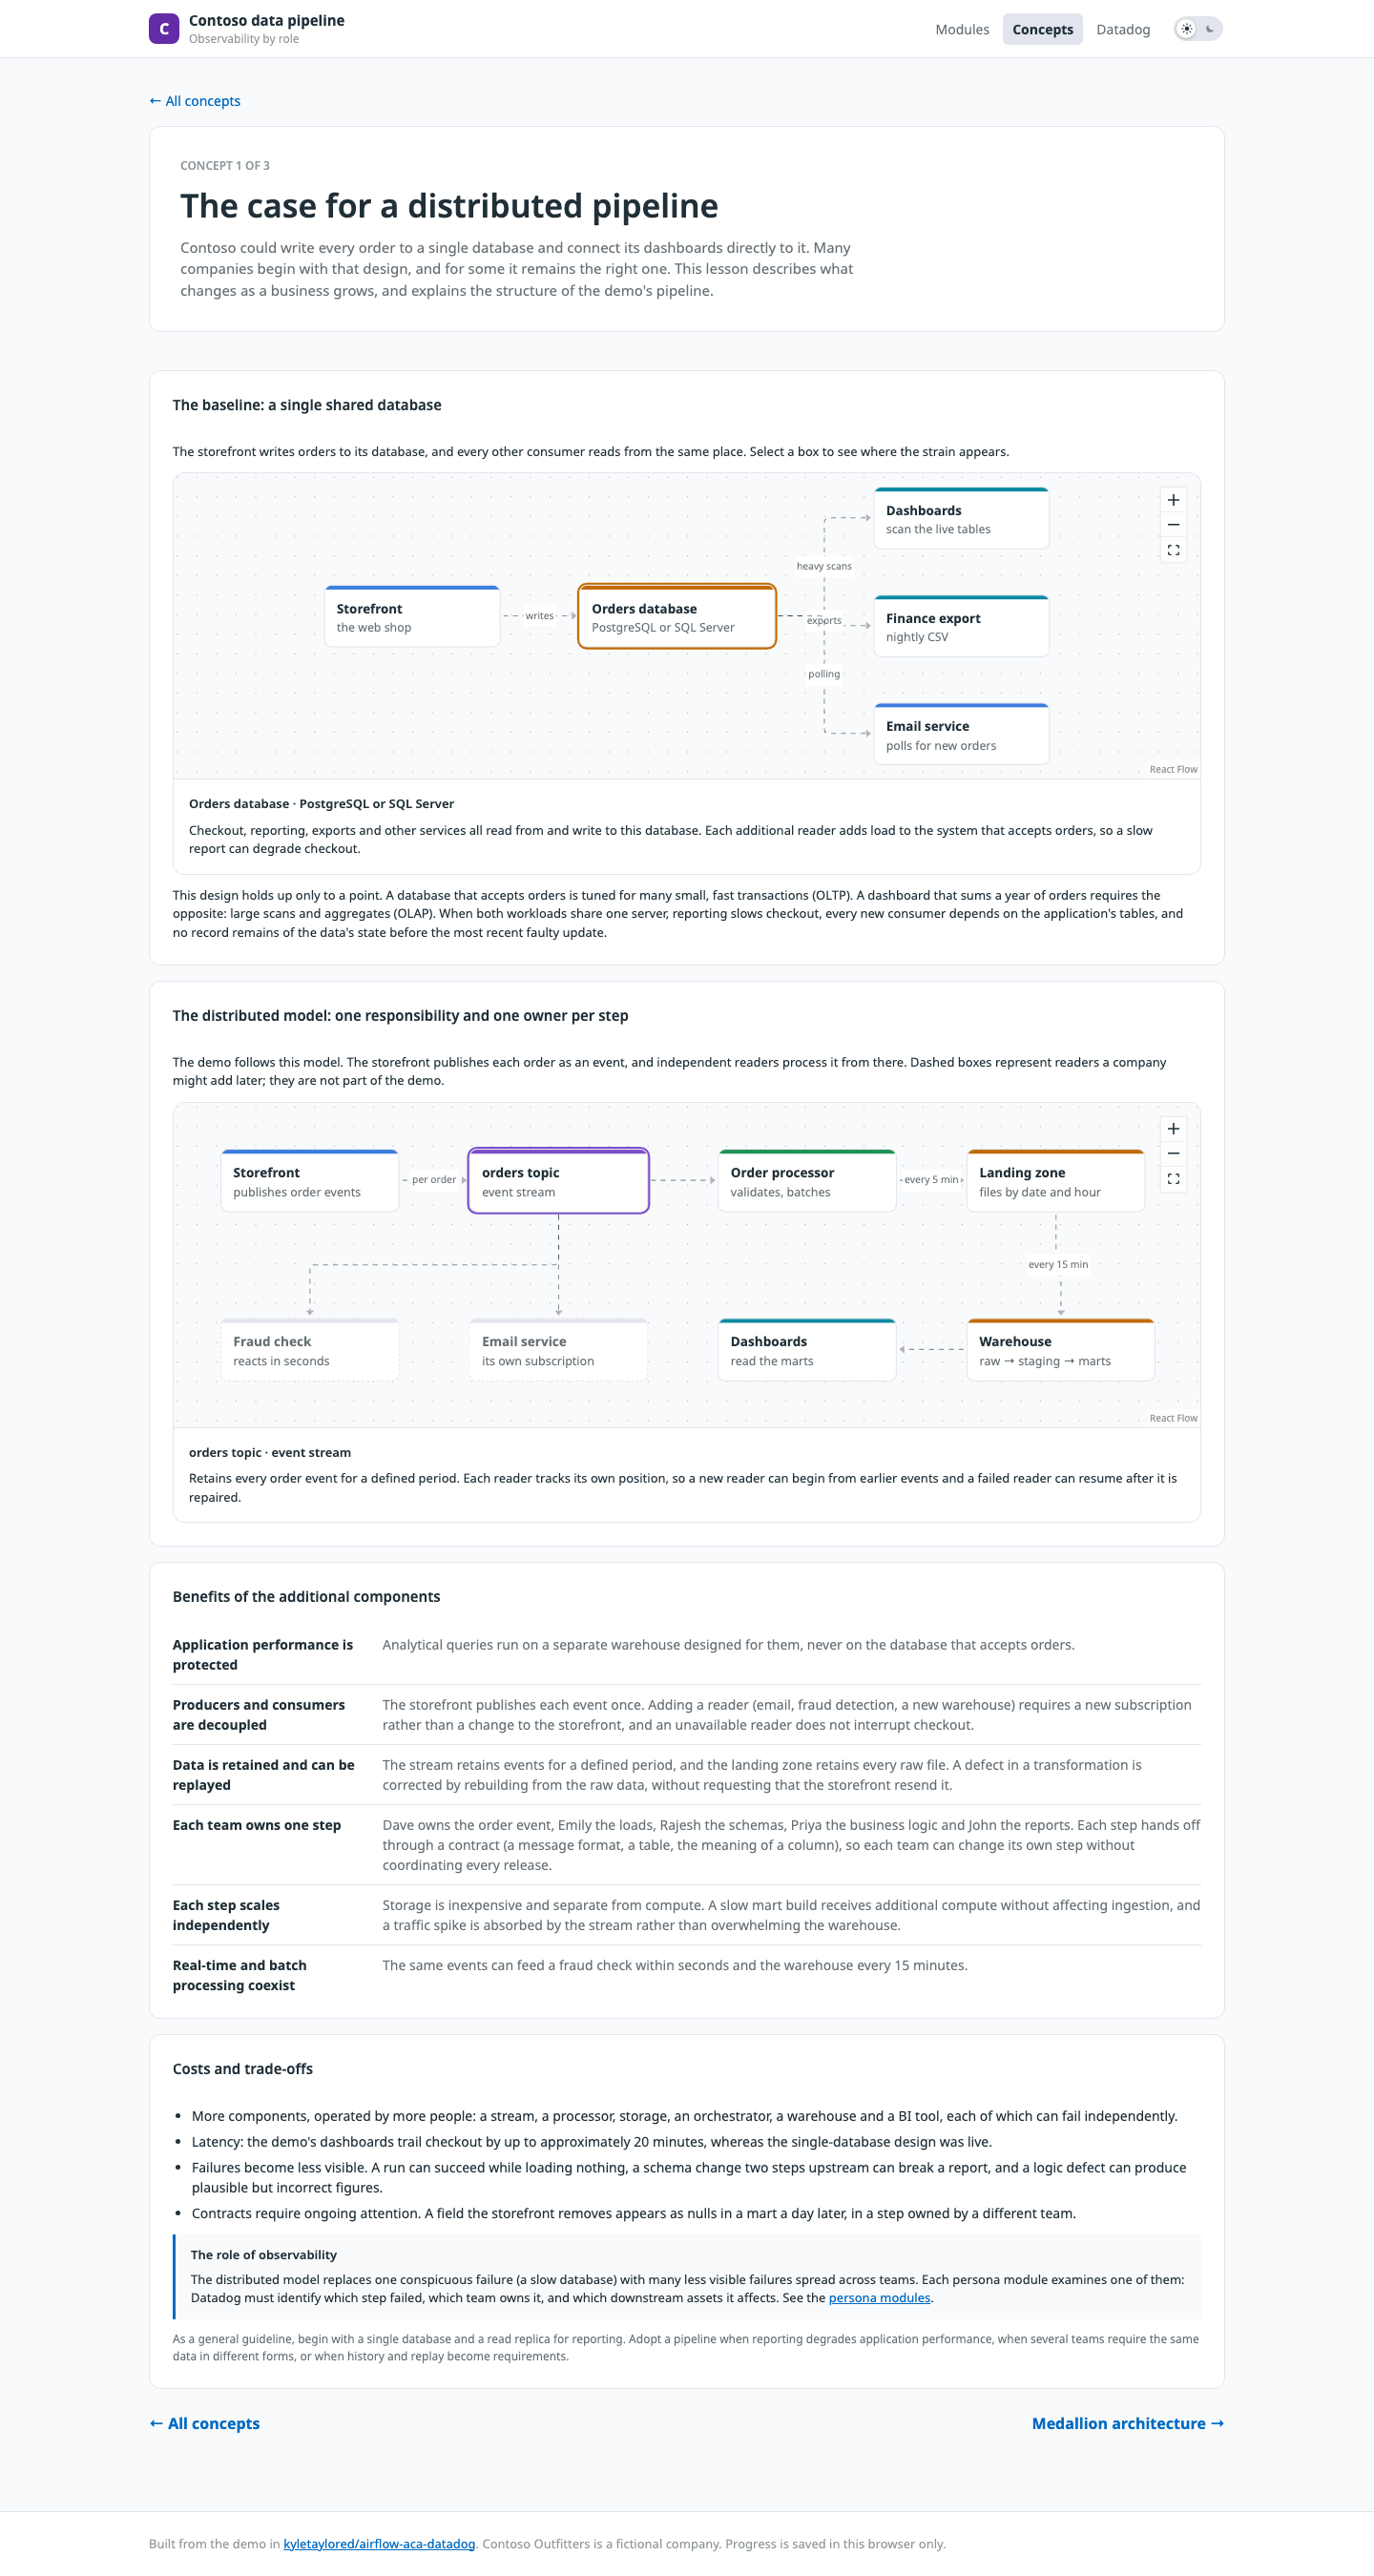 C
Contoso data pipeline
Observability by role
Modules
Concepts
Datadog
← All concepts
CONCEPT 1 OF 3
The case for a distributed pipeline
Contoso could write every order to a single database and connect its dashboards directly to it. Many
companies begin with that design, and for some it remains the right one. This lesson describes what
changes as a business grows, and explains the structure of the demo's pipeline.
The baseline: a single shared database
The storefront writes orders to its database, and every other consumer reads from the same place. Select a box to see where the strain appears.
Dashboards
scan the live tables
heavy scans
Storefront
the web shop
writes
Orders database
PostgreSQL or SQL Server
exports
Finance export
nightly CSV
polling
Email service
polls for new orders
React Flow
Orders database · PostgreSQL or SQL Server
Checkout, reporting, exports and other services all read from and write to this database. Each additional reader adds load to the system that accepts orders, so a slow
report can degrade checkout.
This design holds up only to a point. A database that accepts orders is tuned for many small, fast transactions (OLTP). A dashboard that sums a year of orders requires the
opposite: large scans and aggregates (OLAP). When both workloads share one server, reporting slows checkout, every new consumer depends on the application's tables, and
no record remains of the data's state before the most recent faulty update.
The distributed model: one responsibility and one owner per step
The demo follows this model. The storefront publishes each order as an event, and independent readers process it from there. Dashed boxes represent readers a company
might add later; they are not part of the demo.
Storefront
publishes order events
per order
orders topic
event stream
Order processor
validates, batches
every 5 min
Landing zone
files by date and hour
every 15 min
Fraud check
reacts in seconds
Email service
its own subscription
Dashboards
read the marts
Warehouse
raw → staging → marts
React Flow
orders topic · event stream
Retains every order event for a defined period. Each reader tracks its own position, so a new reader can begin from earlier events and a failed reader can resume after it is
repaired.
Benefits of the additional components
Application performance is
protected
Analytical queries run on a separate warehouse designed for them, never on the database that accepts orders.
Producers and consumers
are decoupled
The storefront publishes each event once. Adding a reader (email, fraud detection, a new warehouse) requires a new subscription
rather than a change to the storefront, and an unavailable reader does not interrupt checkout.
Data is retained and can be
replayed
The stream retains events for a defined period, and the landing zone retains every raw file. A defect in a transformation is
corrected by rebuilding from the raw data, without requesting that the storefront resend it.
Each team owns one step
Dave owns the order event, Emily the loads, Rajesh the schemas, Priya the business logic and John the reports. Each step hands off
through a contract (a message format, a table, the meaning of a column), so each team can change its own step without
coordinating every release.
Each step scales
independently
Storage is inexpensive and separate from compute. A slow mart build receives additional compute without affecting ingestion, and
a traffic spike is absorbed by the stream rather than overwhelming the warehouse.
Real-time and batch
processing coexist
The same events can feed a fraud check within seconds and the warehouse every 15 minutes.
Costs and trade-offs
• More components, operated by more people: a stream, a processor, storage, an orchestrator, a warehouse and a BI tool, each of which can fail independently.
• Latency: the demo's dashboards trail checkout by up to approximately 20 minutes, whereas the single-database design was live.
• Failures become less visible. A run can succeed while loading nothing, a schema change two steps upstream can break a report, and a logic defect can produce
plausible but incorrect figures.
• Contracts require ongoing attention. A field the storefront removes appears as nulls in a mart a day later, in a step owned by a different team.
The role of observability
The distributed model replaces one conspicuous failure (a slow database) with many less visible failures spread across teams. Each persona module examines one of them:
Datadog must identify which step failed, which team owns it, and which downstream assets it affects. See the persona modules.
As a general guideline, begin with a single database and a read replica for reporting. Adopt a pipeline when reporting degrades application performance, when several teams require the same
data in different forms, or when history and replay become requirements.
← All concepts
Medallion architecture →
Built from the demo in kyletaylored/airflow-aca-datadog. Contoso Outfitters is a fictional company. Progress is saved in this browser only.